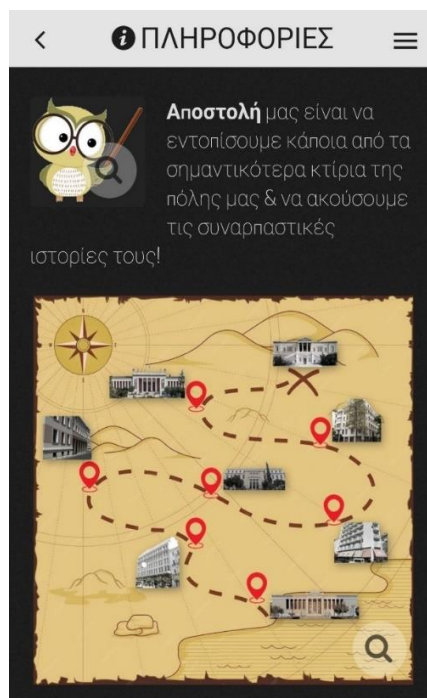 ΠΛΗΡΟΦΟΡΙΕΣ
Αποστολή μας είναι να
εντοπίσουμε κάποια από τα
σημαντικότερα κτίρια της
πόλης μας & να ακούσουμε
τις συναρπαστικές
ιστορίες τους!